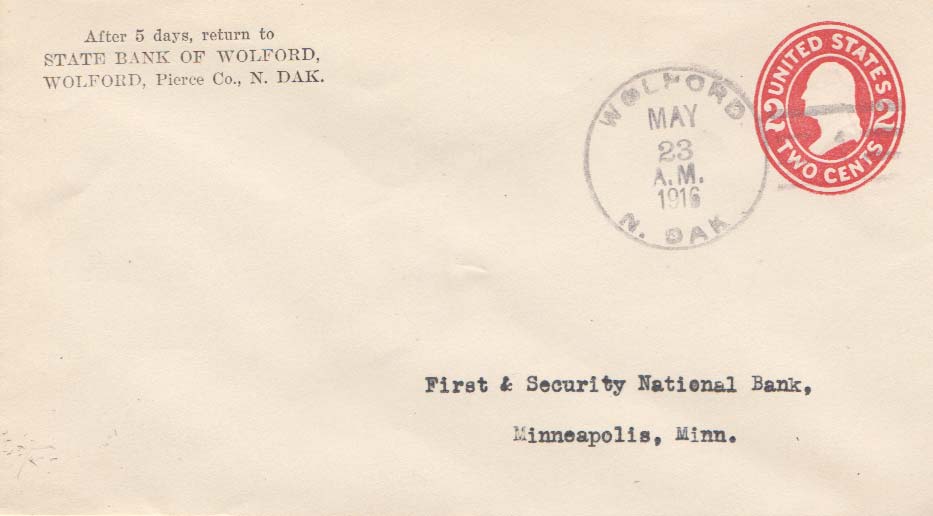 After 5 days, return to
STATE BANK OF WOLFORD,
WOLFORD, Pierce Co., N. DAK.
WOLFORD
MAY
23
A.M.
1916
N. DAK
UNITED STATES
2 2
TWO CENTS
First & Security National Bank,
Minneapolis, Minn.